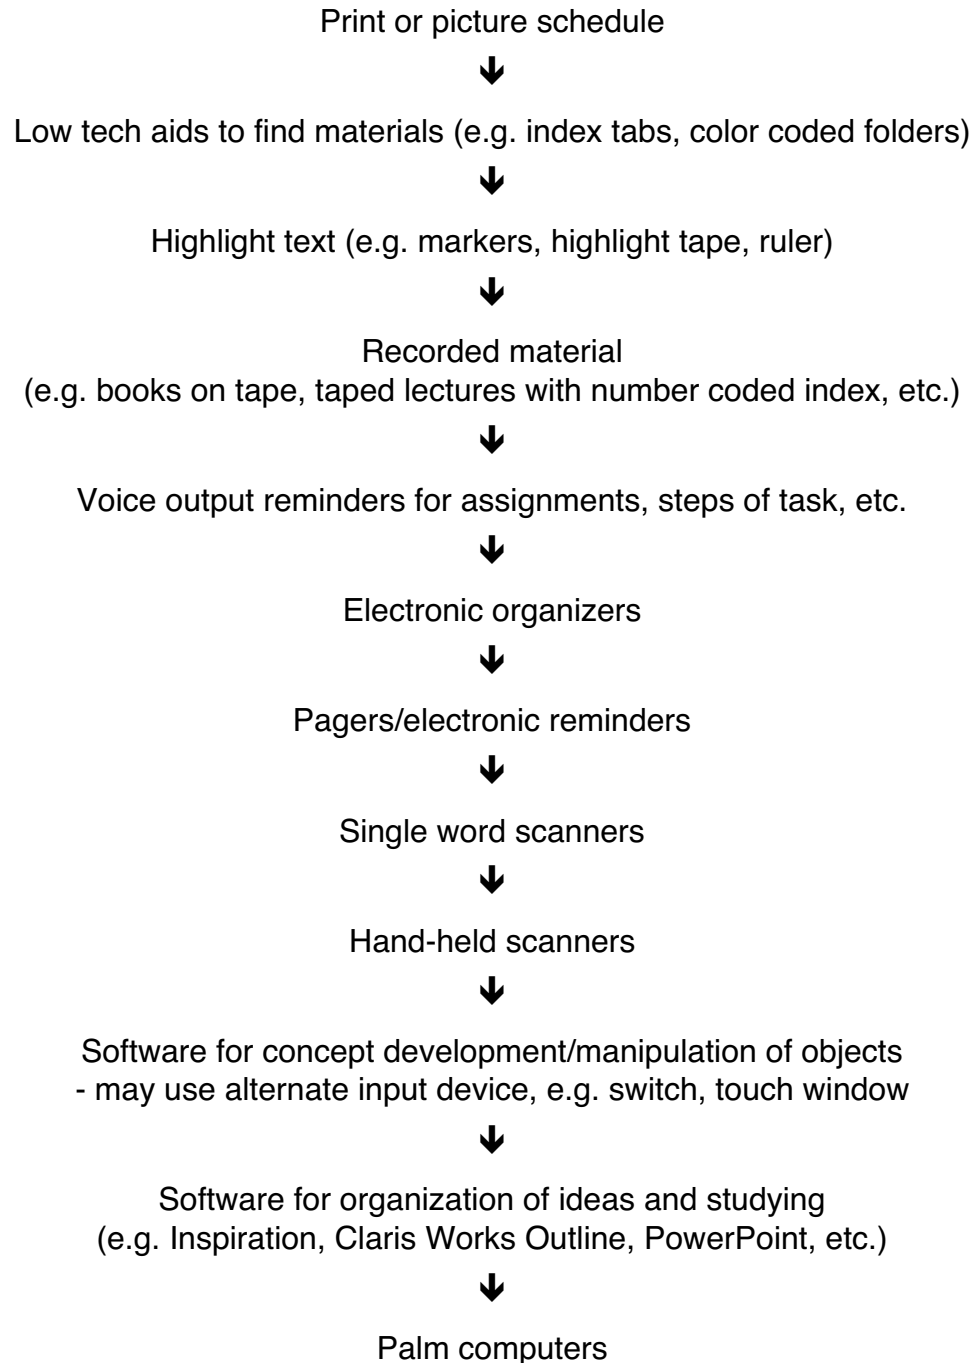 Print or picture schedule
Low tech aids to find materials (e.g. index tabs, color coded folders)
Highlight text (e.g. markers, highlight tape, ruler)
Recorded material
(e.g. books on tape, taped lectures with number coded index, etc.)
Voice output reminders for assignments, steps of task, etc.
Electronic organizers
Pagers/electronic reminders
Single word scanners
Hand-held scanners
Software for concept development/manipulation of objects
- may use alternate input device, e.g. switch, touch window
Software for organization of ideas and studying
(e.g. Inspiration, Claris Works Outline, PowerPoint, etc.)
Palm computers